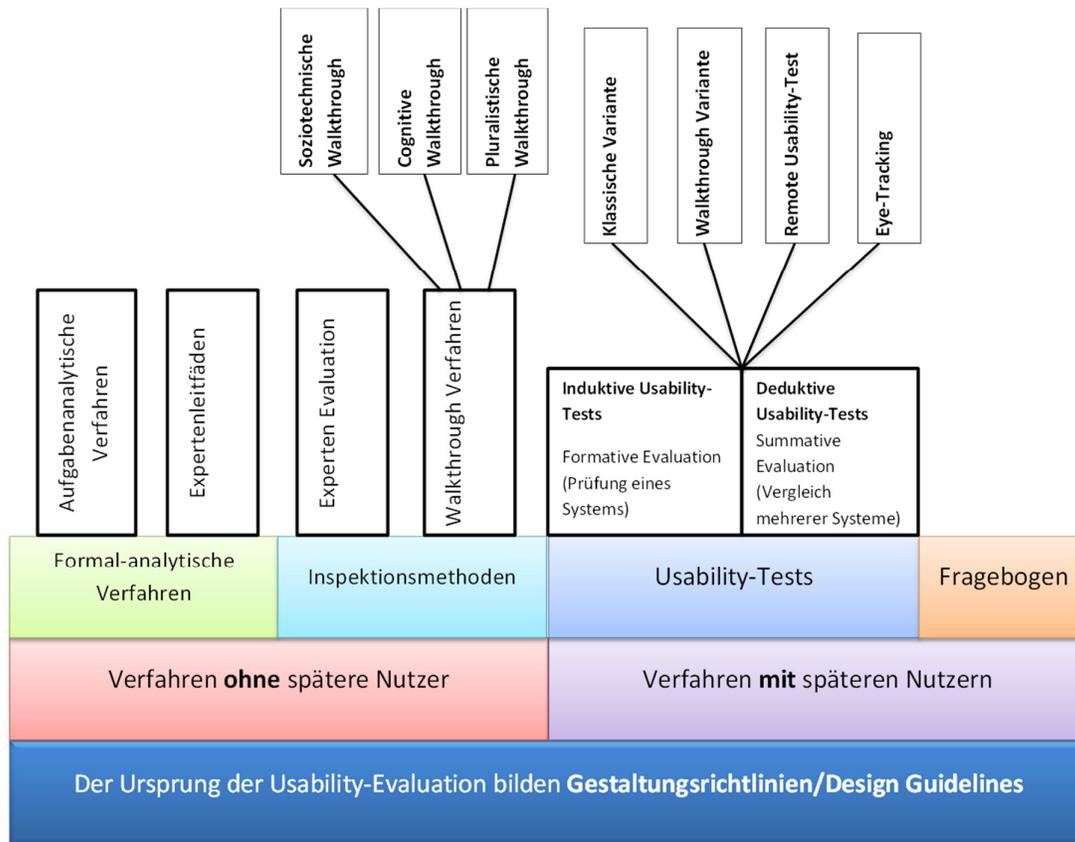 Soziotechnische
Walkthrough
Cognitive
Walkthrough
Pluralistische
Walkthrough
Klassische Variante
Walkthrough Variante
Remote Usability-Test
Eye-Tracking
Aufgabenanalytische
Verfahren
Expertenleitfäden
Experten Evaluation
Walkthrough Verfahren
Induktive Usability-
Tests
Formative Evaluation
(Prüfung eines
Systems)
Deduktive
Usability-Tests
Summative
Evaluation
(Vergleich
mehrerer Systeme)
Formal-analytische
Verfahren
Inspektionsmethoden
Usability-Tests
Fragebogen
Verfahren ohne spätere Nutzer
Verfahren mit späteren Nutzern
Der Ursprung der Usability-Evaluation bilden Gestaltungsrichtlinien/Design Guidelines